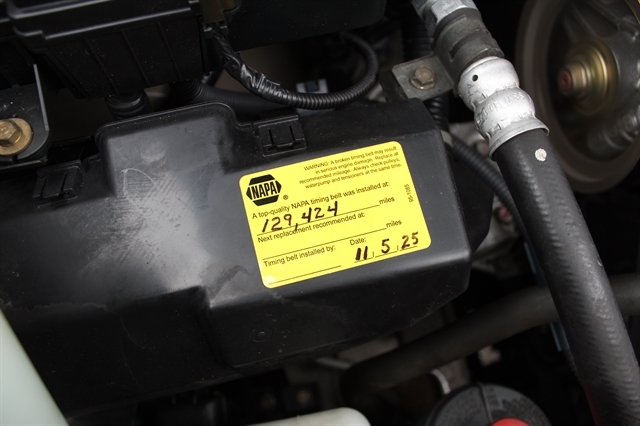 WARNING: A broken timing belt may result
in serious engine damage. Replace at
recommended mileage. Always check pulleys,
waterpump and tensioners at the same time.
NAPA®
A top-quality NAPA timing belt was installed at:
129,424 miles
Next replacement recommended at:
miles
Timing belt installed by: Date:
11, 5, 25